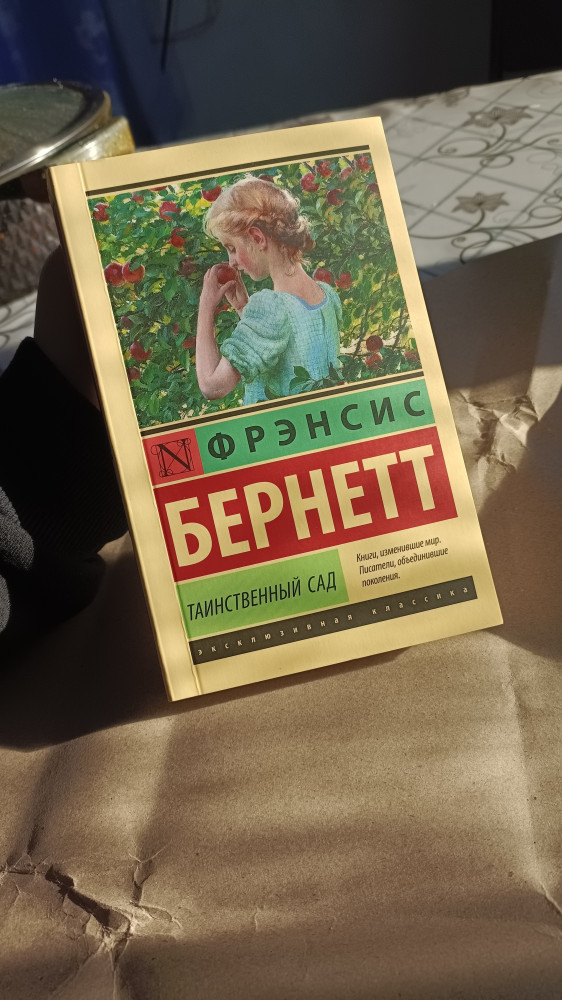 N
ФРЭНСИС
БЕРНЕТТ
ТАИНСТВЕННЫЙ САД
Книги, изменившие мир.
Писатели, объединившие
поколения.
эксклюзивная классика